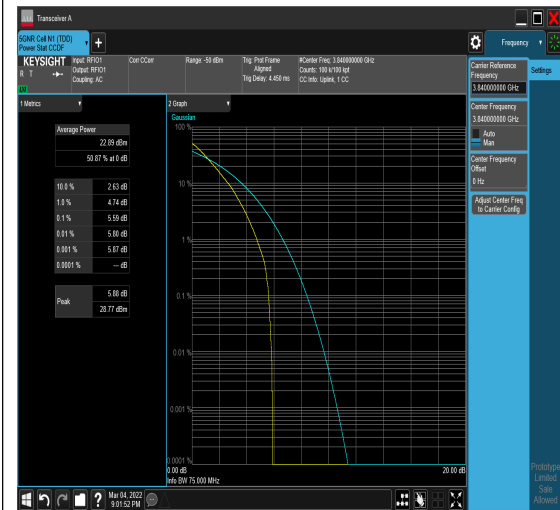 Transceiver A
5GNR Cell N1 (TDD)
Power Stat CCDF
Frequency
KEYSIGHT
R T
Input: RFIO1
Output: RFIO1
Coupling: AC
Corr CCorr
Range: -50 dBm
Trig: Prot Frame
Aligned
Trig Delay: 4.450 ms
#Center Freq: 3.840000000 GHz
Counts: 100 k/100 kpt
CC Info: Uplink, 1 CC
1 Metrics
2 Graph
Gaussian
Average Power
22.89 dBm
50.87 % at 0 dB
10.0 % 2.63 dB
1.0 % 4.74 dB
0.1 % 5.59 dB
0.01 % 5.80 dB
0.001 % 5.87 dB
0.0001 % --- dB
Peak
5.88 dB
28.77 dBm
100 %
10 %
1 %
0.1 %
0.01 %
0.001 %
0.0001 %
0.00 dB
20.00 dB
Info BW 75.000 MHz
Carrier Reference
Frequency
3.840000000 GHz
Settings
Center Frequency
3.840000000 GHz
Auto
Man
Center Frequency
Offset
0 Hz
Adjust Center Freq
to Carrier Config
Prototype
Limited
Sale
Allowed
?
Mar 04, 2022
9:01:52 PM